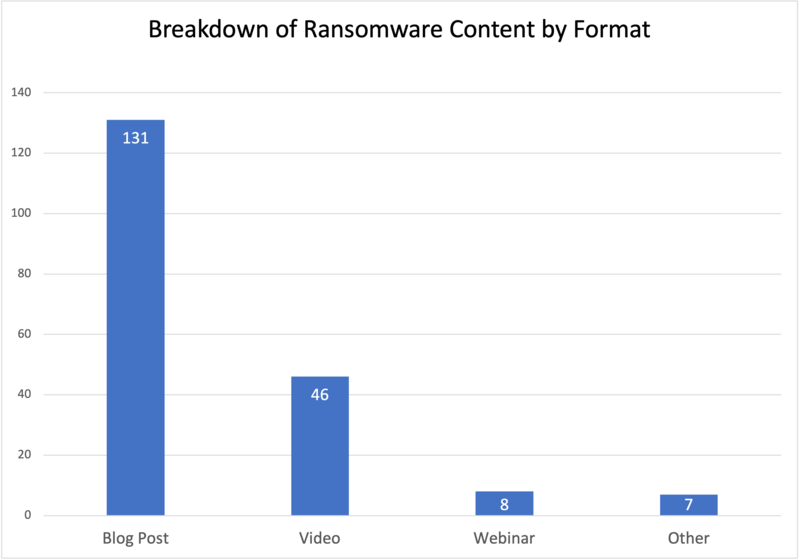 Breakdown of Ransomware Content by Format
140
120
100
80
60
40
20
0
131
46
8
7
Blog Post
Video
Webinar
Other